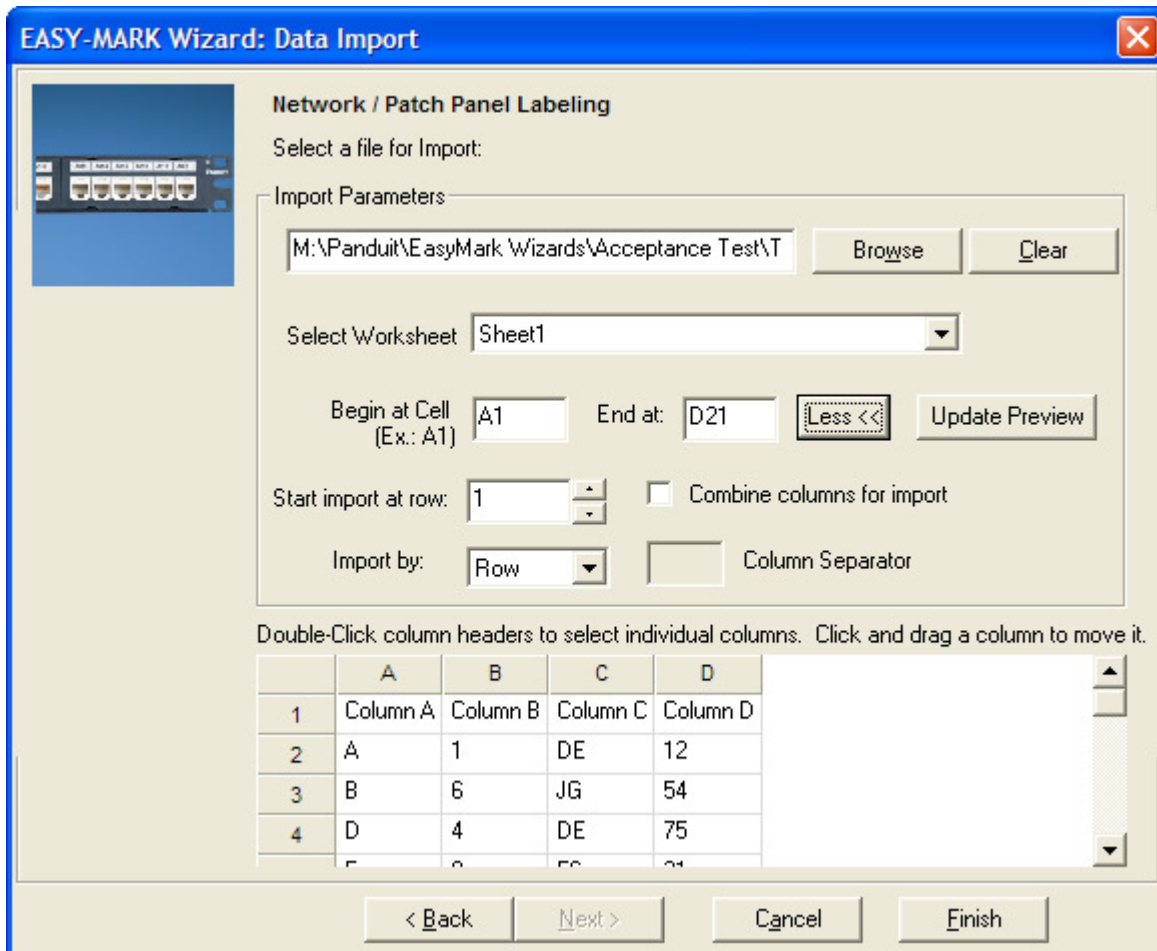 EASY-MARK Wizard: Data Import
Network / Patch Panel Labeling
Select a file for Import:
Import Parameters
M:\Panduit\EasyMark Wizards\Acceptance Test\T
Browse
Clear
Select Worksheet
Sheet1
Begin at Cell
(Ex.: A1)
A1
End at:
D21
Less <<
Update Preview
Start import at row:
1
Combine columns for import
Import by:
Row
Column Separator
Double-Click column headers to select individual columns. Click and drag a column to move it.
A B C D
1 Column A Column B Column C Column D
2 A 1 DE 12
3 B 6 JG 54
4 D 4 DE 75
< Back
Next >
Cancel
Finish